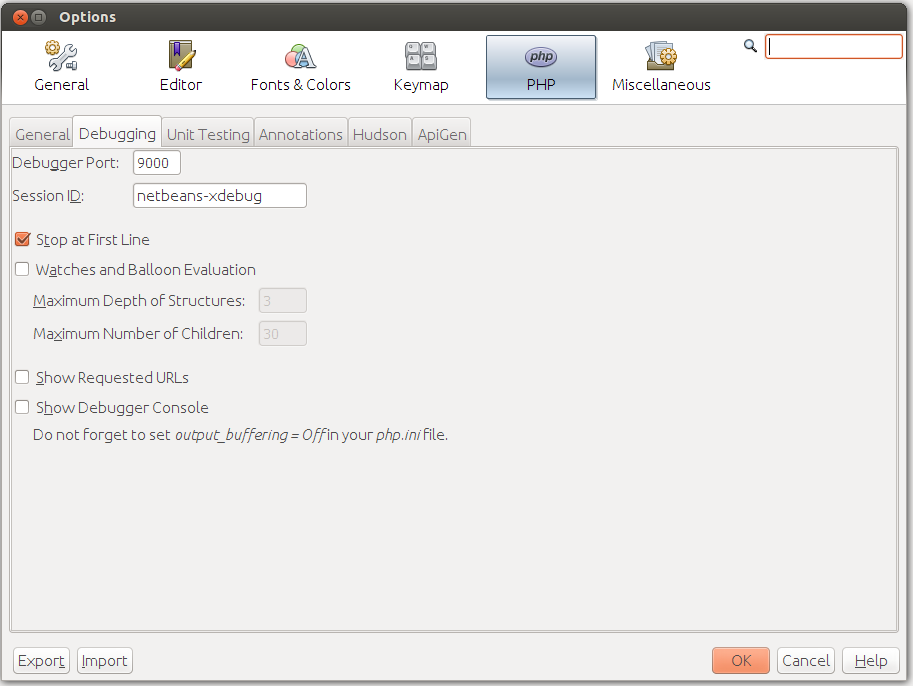 Options
php
General Editor Fonts & Colors Keymap PHP Miscellaneous
General Debugging Unit Testing Annotations Hudson ApiGen
Debugger Port: 9000
Session ID: netbeans-xdebug
Stop at First Line
Watches and Balloon Evaluation
Maximum Depth of Structures: 3
Maximum Number of Children: 30
Show Requested URLs
Show Debugger Console
Do not forget to set output_buffering = Off in your php.ini file.
Export Import OK Cancel Help